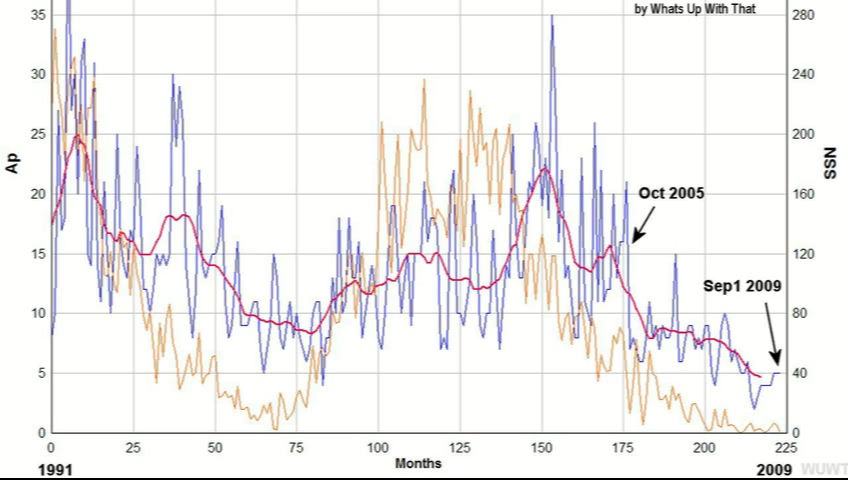 by Whats Up With That
35
30
25
20
15
10
5
0
Ap
280
240
200
160
120
80
40
0
SSN
Oct 2005
Sep1 2009
0 25 50 75 100 125 150 175 200 225
1991 Months 2009
WUWT